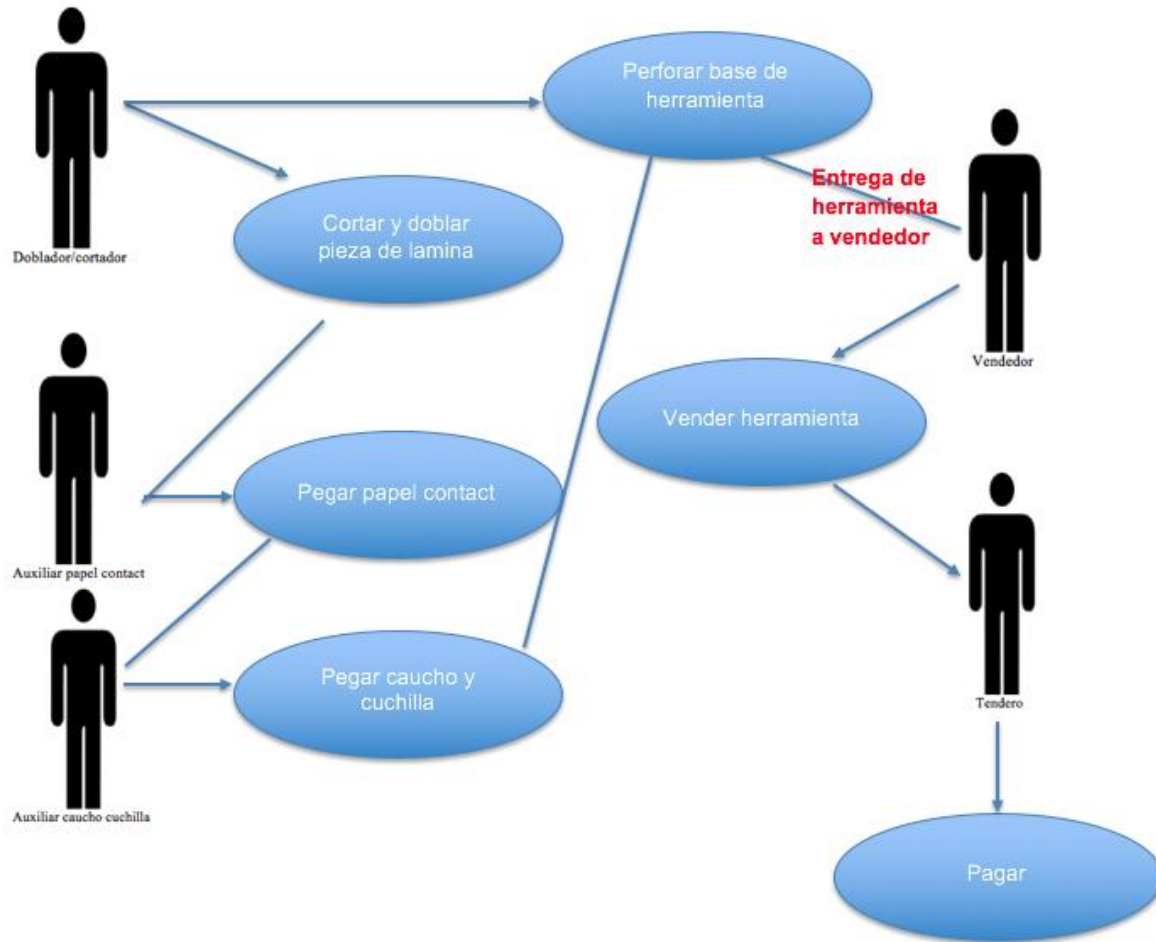 Perforar base de
herramienta
Entrega de
herramienta
a vendedor
Cortar y doblar
pieza de lamina
Doblador/cortador
Vendedor
Vender herramienta
Pegar papel contact
Auxiliar papel contact
Pegar caucho y
cuchilla
Tendero
Auxiliar caucho cuchilla
Pagar